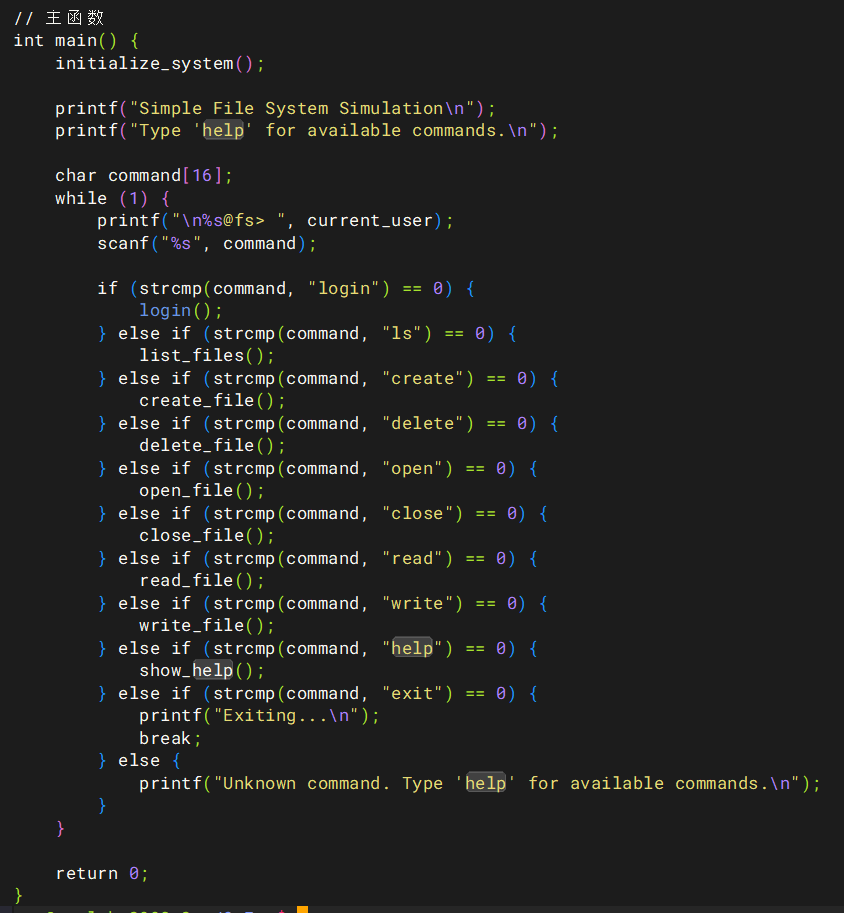 // 主函数
int main() {
    initialize_system();

    printf("Simple File System Simulation\n");
    printf("Type 'help' for available commands.\n");

    char command[16];
    while (1) {
        printf("\n%s@fs> ", current_user);
        scanf("%s", command);

        if (strcmp(command, "login") == 0) {
            login();
        } else if (strcmp(command, "ls") == 0) {
            list_files();
        } else if (strcmp(command, "create") == 0) {
            create_file();
        } else if (strcmp(command, "delete") == 0) {
            delete_file();
        } else if (strcmp(command, "open") == 0) {
            open_file();
        } else if (strcmp(command, "close") == 0) {
            close_file();
        } else if (strcmp(command, "read") == 0) {
            read_file();
        } else if (strcmp(command, "write") == 0) {
            write_file();
        } else if (strcmp(command, "help") == 0) {
            show_help();
        } else if (strcmp(command, "exit") == 0) {
            printf("Exiting...\n");
            break;
        } else {
            printf("Unknown command. Type 'help' for available commands.\n");
        }
    }

    return 0;
}